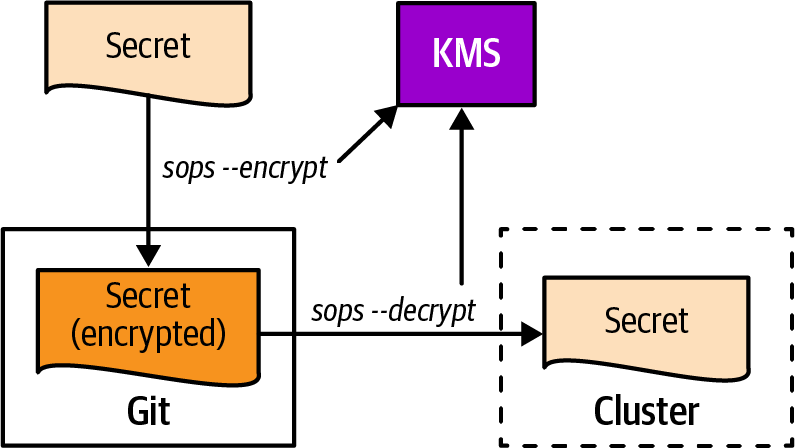 Secret
KMS
sops --encrypt
Secret
(encrypted)
sops --decrypt
Secret
Git
Cluster